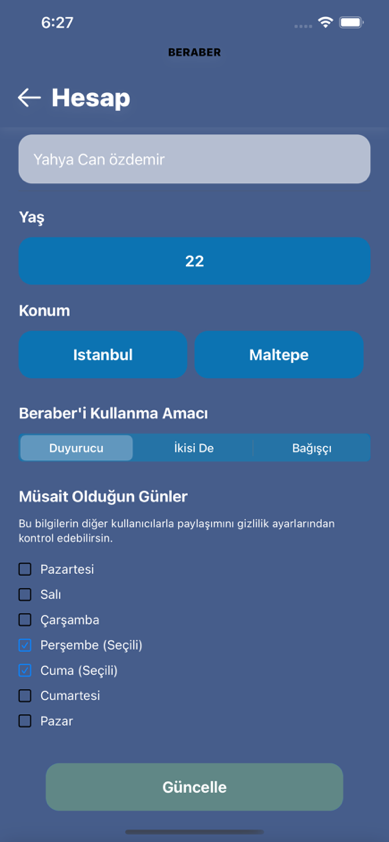 6:27
BERABER
Hesap
Yahya Can özdemir
Yaş
22
Konum
Istanbul
Maltepe
Beraber'i Kullanma Amacı
Duyurucu
İkisi De
Bağışçı
Müsait Olduğun Günler
Bu bilgilerin diğer kullanıcılarla paylaşımını gizlilik ayarlarından
kontrol edebilirsin.
Pazartesi
Salı
Çarşamba
Perşembe (Seçili)
Cuma (Seçili)
Cumartesi
Pazar
Güncelle